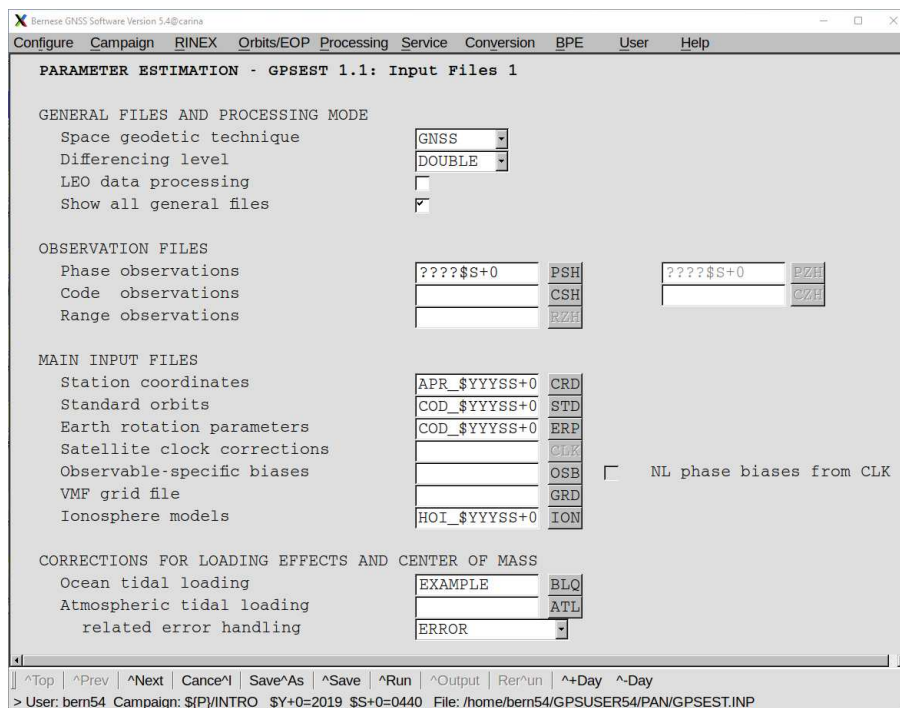 Bernese GNSS Software Version 5.4@carina
Configure Campaign RINEX Orbits/EOP Processing Service Conversion BPE User Help
PARAMETER ESTIMATION - GPSEST 1.1: Input Files 1
GENERAL FILES AND PROCESSING MODE
Space geodetic technique GNSS
Differencing level DOUBLE
LEO data processing
Show all general files
OBSERVATION FILES
Phase observations ????$S+0 PSH ????$S+0 PZH
Code observations CSH CZH
Range observations RZH
MAIN INPUT FILES
Station coordinates APR_$YYYSS+0 CRD
Standard orbits COD_$YYYSS+0 STD
Earth rotation parameters COD_$YYYSS+0 ERP
Satellite clock corrections CLK
Observable-specific biases OSB NL phase biases from CLK
VMF grid file GRD
Ionosphere models HOI_$YYYSS+0 ION
CORRECTIONS FOR LOADING EFFECTS AND CENTER OF MASS
Ocean tidal loading EXAMPLE BLQ
Atmospheric tidal loading ATL
related error handling ERROR
^Top ^Prev ^Next Cance^l Save^As ^Save ^Run ^Output Rer^un ^+Day ^-Day
> User: bern54 Campaign: ${P}/INTRO $Y+0=2019 $S+0=0440 File: /home/bern54/GPSUSER54/PAN/GPSEST.INP